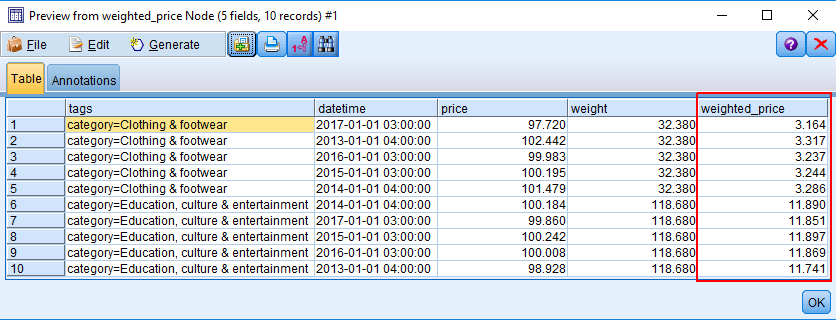 Preview from weighted_price Node (5 fields, 10 records) #1
File Edit Generate
Table Annotations
tags datetime price weight weighted_price
1 category=Clothing & footwear 2017-01-01 03:00:00 97.720 32.380 3.164
2 category=Clothing & footwear 2013-01-01 04:00:00 102.442 32.380 3.317
3 category=Clothing & footwear 2016-01-01 03:00:00 99.983 32.380 3.237
4 category=Clothing & footwear 2015-01-01 03:00:00 100.195 32.380 3.244
5 category=Clothing & footwear 2014-01-01 04:00:00 101.479 32.380 3.286
6 category=Education, culture & entertainment 2014-01-01 04:00:00 100.184 118.680 11.890
7 category=Education, culture & entertainment 2017-01-01 03:00:00 99.860 118.680 11.851
8 category=Education, culture & entertainment 2015-01-01 03:00:00 100.242 118.680 11.897
9 category=Education, culture & entertainment 2016-01-01 03:00:00 100.008 118.680 11.869
10 category=Education, culture & entertainment 2013-01-01 04:00:00 98.928 118.680 11.741
OK